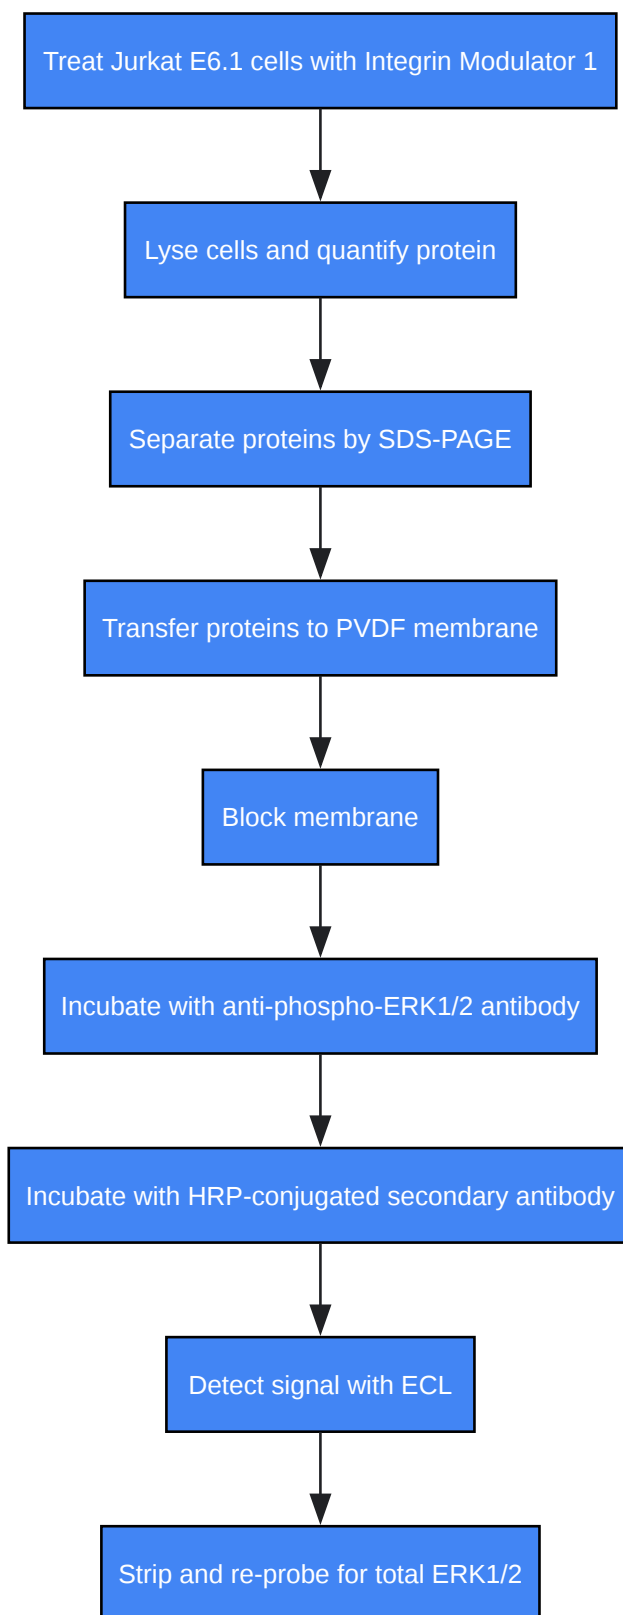 Treat Jurkat E6.1 cells with Integrin Modulator 1
Lyse cells and quantify protein
Separate proteins by SDS-PAGE
Transfer proteins to PVDF membrane
Block membrane
Incubate with anti-phospho-ERK1/2 antibody
Incubate with HRP-conjugated secondary antibody
Detect signal with ECL
Strip and re-probe for total ERK1/2